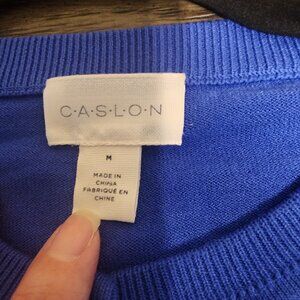 C·A·S·L·O·N
M
MADE IN
CHINA
FABRIQUÉ EN
CHINE